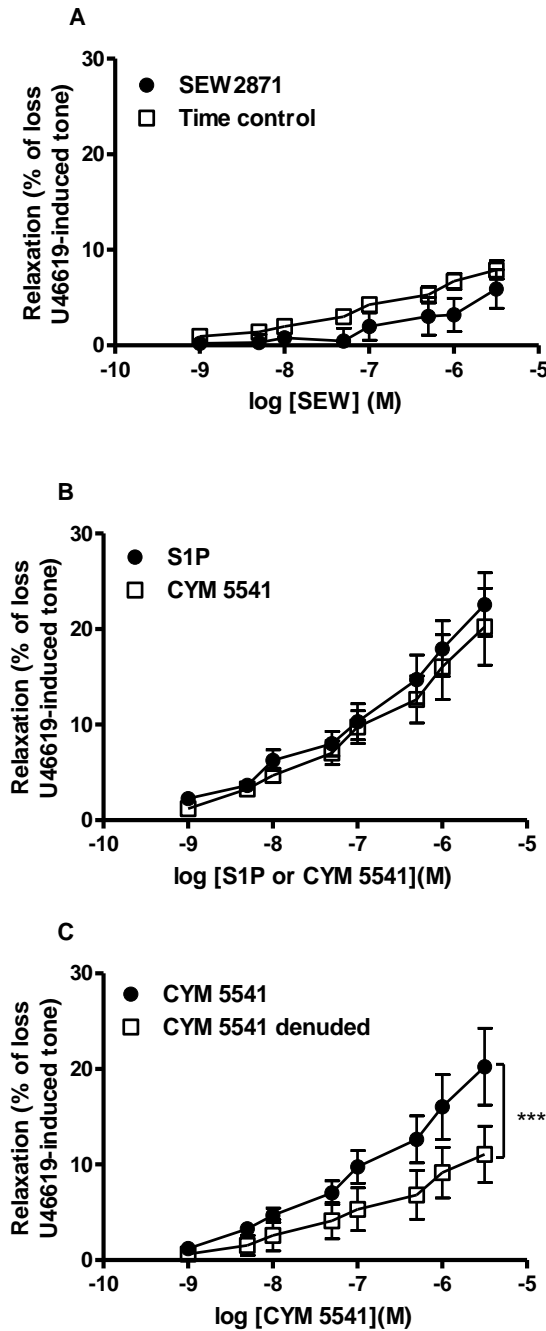 A
Relaxation (% of loss
U46619-induced tone)
30
20
10
0
SEW2871
Time control
-10
-9
-8
-7
-6
-5
log [SEW] (M)
B
Relaxation (% of loss
U46619-induced tone)
30
20
10
0
S1P
CYM 5541
-10
-9
-8
-7
-6
-5
log [S1P or CYM 5541](M)
C
Relaxation (% of loss
U46619-induced tone)
30
20
10
0
CYM 5541
CYM 5541 denuded
***
-10
-9
-8
-7
-6
-5
log [CYM 5541](M)